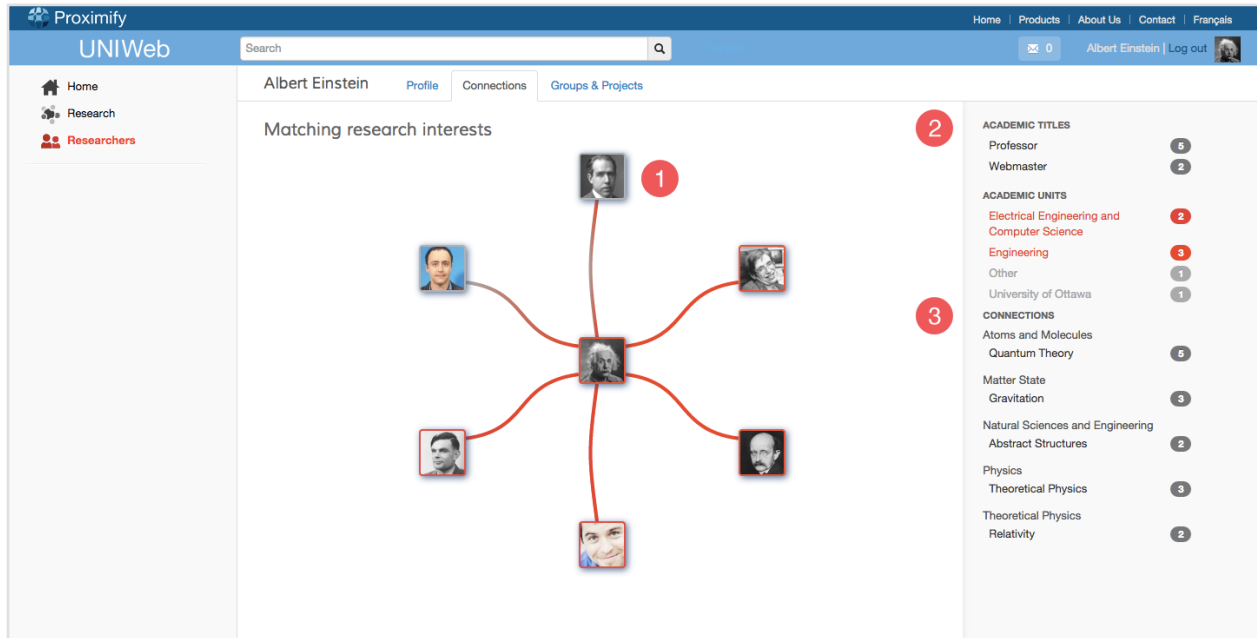 Proximify
Home | Products | About Us | Contact | Français
UNIWeb
Search
0
Albert Einstein | Log out
Home
Research
Researchers
Albert Einstein
Profile
Connections
Groups & Projects
Matching research interests
1
2
ACADEMIC TITLES
Professor 5
Webmaster 2
ACADEMIC UNITS
Electrical Engineering and 2
Computer Science
Engineering 3
Other 1
University of Ottawa 1
3
CONNECTIONS
Atoms and Molecules
Quantum Theory 5
Matter State
Gravitation 3
Natural Sciences and Engineering
Abstract Structures 2
Physics
Theoretical Physics 3
Theoretical Physics
Relativity 2